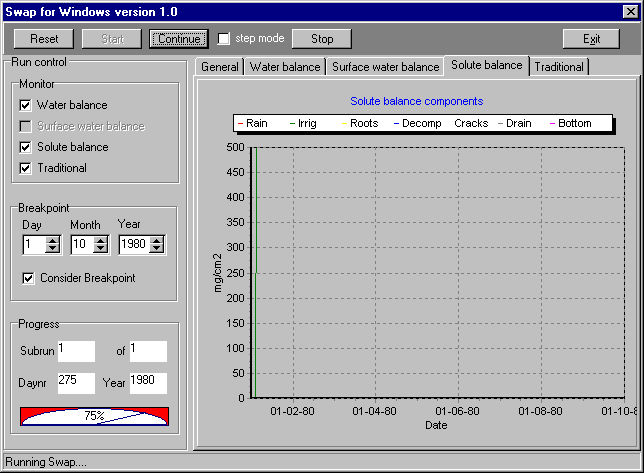 Swap for Windows version 1.0
Reset Start Continue step mode Stop Exit
Run control
Monitor
Water balance
Surface water balance
Solute balance
Traditional
Breakpoint
Day Month Year
1 10 1980
Consider Breakpoint
Progress
Subrun 1 of 1
Daynr 275 Year 1980
75%
General Water balance Surface water balance Solute balance Traditional
Solute balance components
Rain Irrig Roots Decomp Cracks Drain Bottom
500
450
400
350
300
250
200
150
100
50
0
mg/cm2
01-02-80 01-04-80 01-06-80 01-08-80 01-10-8
Date
Running Swap....